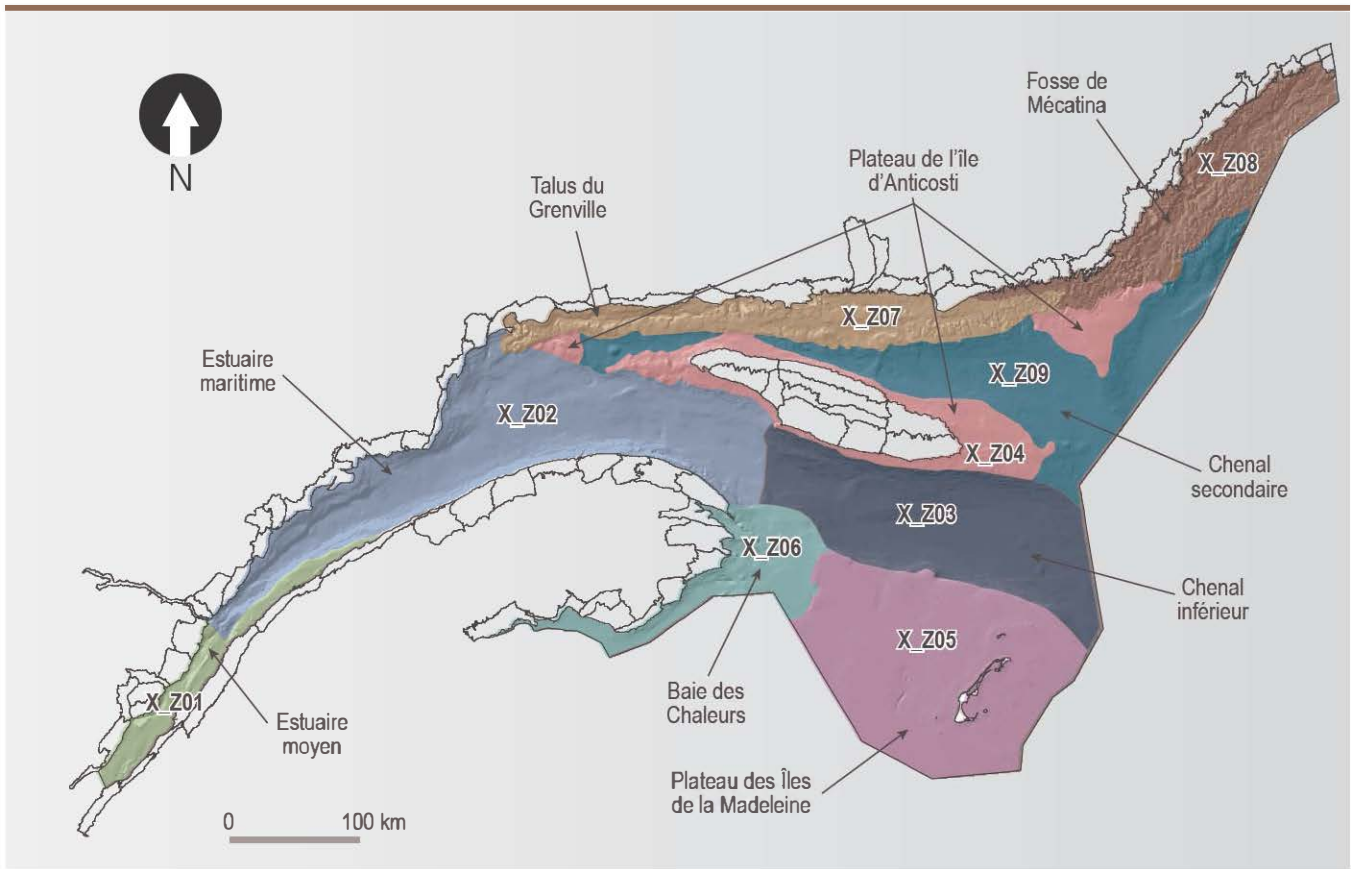 Fosse de
Mécatina
Plateau de l'île
d'Anticosti
X_Z08
N
Talus du
Grenville
X_Z07
Estuaire
maritime
X_Z09
X_Z02
X_Z04
Chenal
secondaire
X_Z03
X_Z06
Chenal
inférieur
X_Z05
X_Z01
Baie des
Chaleurs
Estuaire
moyen
Plateau des Îles
de la Madeleine
0 100 km